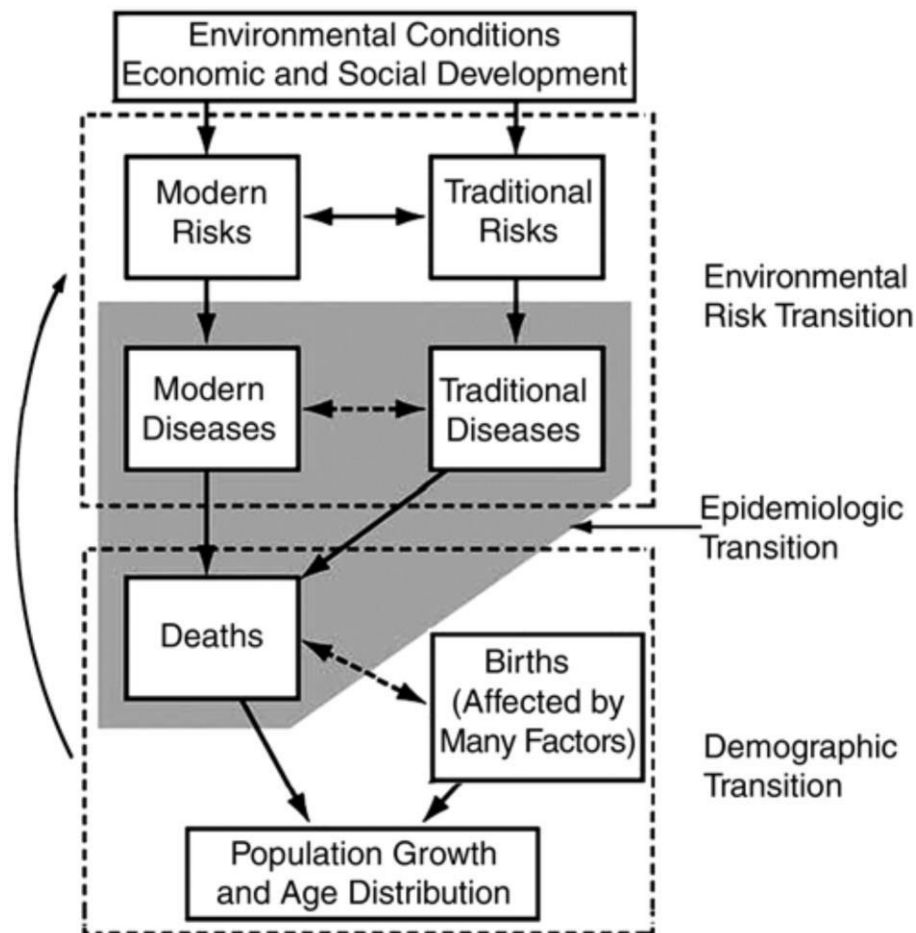 Environmental Conditions
Economic and Social Development
Modern
Risks
Traditional
Risks
Environmental
Risk Transition
Modern
Diseases
Traditional
Diseases
Epidemiologic
Transition
Deaths
Births
(Affected by
Many Factors)
Demographic
Transition
Population Growth
and Age Distribution